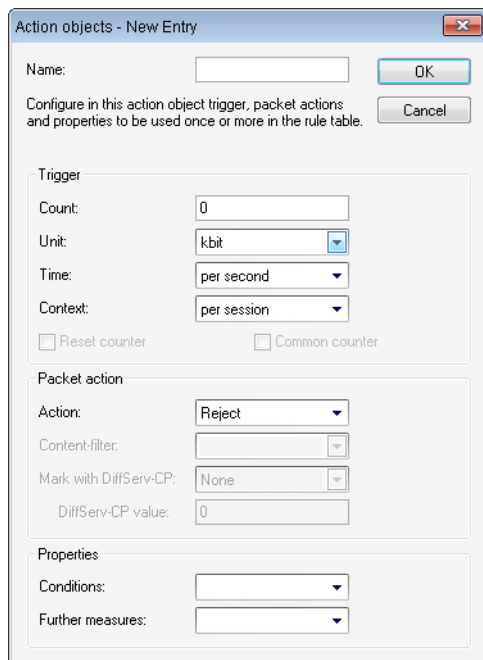 Action objects - New Entry
Name:
OK
Configure in this action object trigger, packet actions
and properties to be used once or more in the rule table.
Cancel
Trigger
Count: 0
Unit: kbit
Time: per second
Context: per session
Reset counter Common counter
Packet action
Action: Reject
Content-filter:
Mark with DiffServ-CP: None
DiffServ-CP value: 0
Properties
Conditions:
Further measures: